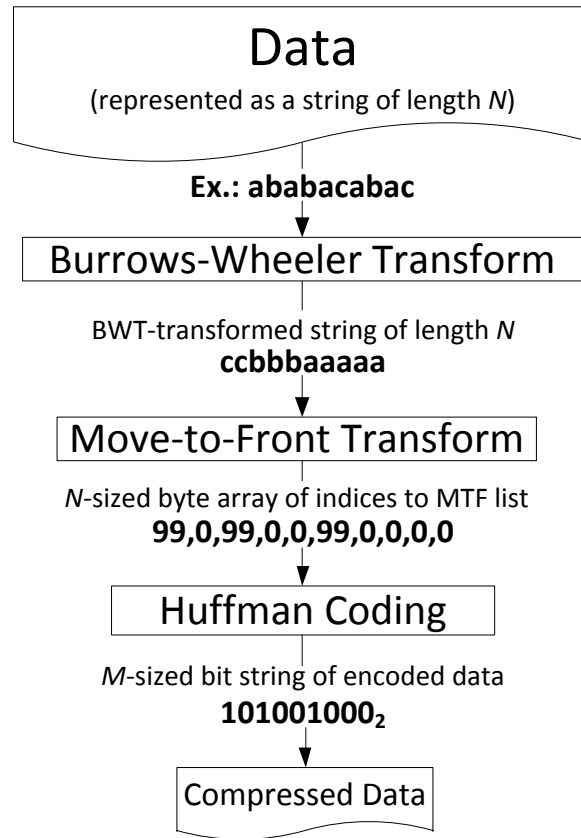 Data
(represented as a string of length N)
Ex.: ababacabac
Burrows-Wheeler Transform
BWT-transformed string of length N
ccbbbaaaaa
Move-to-Front Transform
N-sized byte array of indices to MTF list
99,0,99,0,0,99,0,0,0,0
Huffman Coding
M-sized bit string of encoded data
101001000₂
Compressed Data